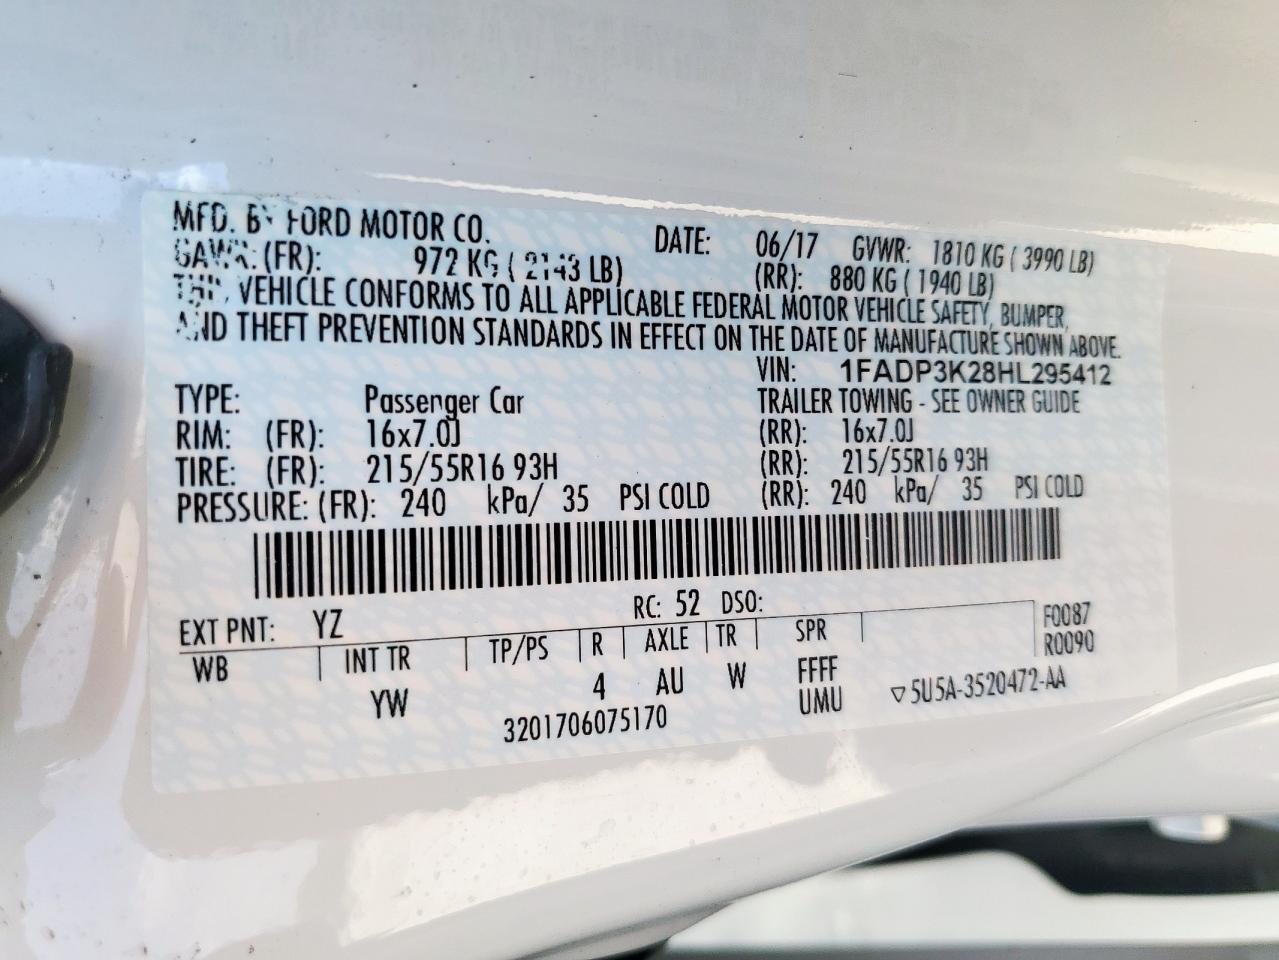 MFD. BY FORD MOTOR CO. DATE: 06/17 GVWR: 1810 KG ( 3990 LB)
GAWR: (FR): 972 KG ( 2143 LB) (RR): 880 KG ( 1940 LB)
THIS VEHICLE CONFORMS TO ALL APPLICABLE FEDERAL MOTOR VEHICLE SAFETY, BUMPER,
AND THEFT PREVENTION STANDARDS IN EFFECT ON THE DATE OF MANUFACTURE SHOWN ABOVE.
VIN: 1FADP3K28HL295412
TYPE: Passenger Car TRAILER TOWING - SEE OWNER GUIDE
RIM: (FR): 16x7.0J (RR): 16x7.0J
TIRE: (FR): 215/55R16 93H (RR): 215/55R16 93H
PRESSURE: (FR): 240 kPa/ 35 PSI COLD (RR): 240 kPa/ 35 PSI COLD
EXT PNT: YZ RC: 52 DSO: F0087
WB INT TR TP/PS R AXLE TR SPR R0090
YW 4 AU W FFFF
UMU ▽5U5A-3520472-AA
3201706075170